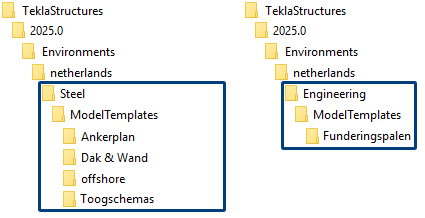 TeklaStructures
2025.0
Environments
netherlands
Steel
ModelTemplates
Ankerplan
Dak & Wand
offshore
Toogschemas
TeklaStructures
2025.0
Environments
netherlands
Engineering
ModelTemplates
Funderingspalen